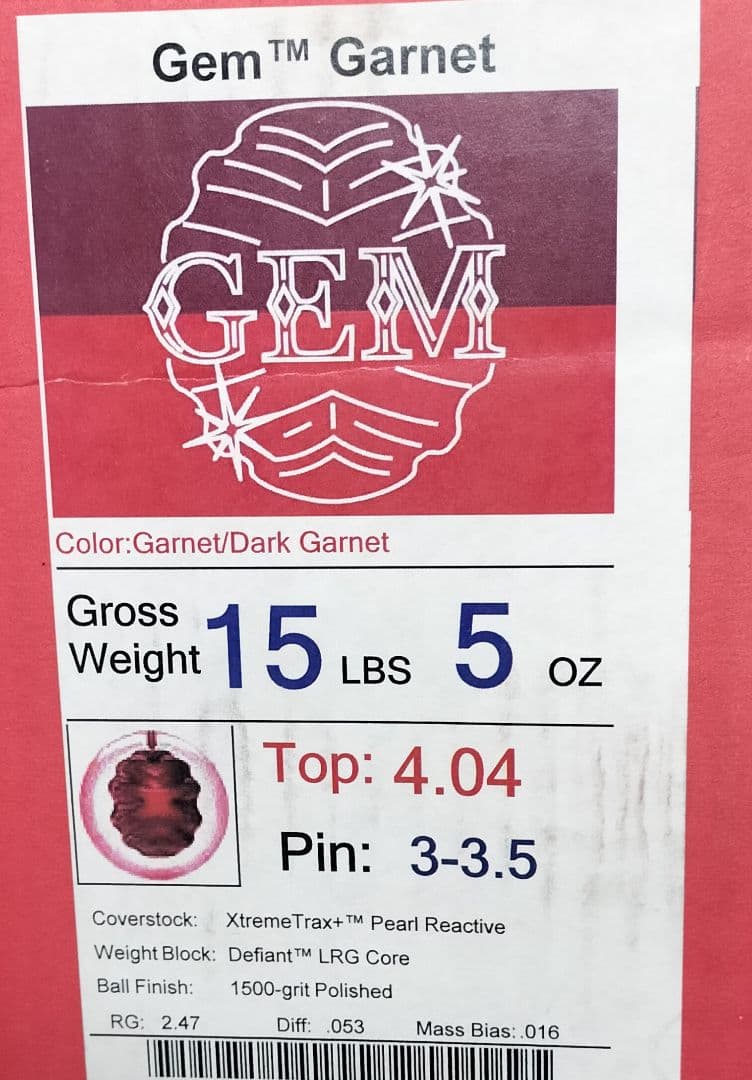 Gem™ Garnet
GEM
Color:Garnet/Dark Garnet
Gross
Weight 15 LBS 5 OZ
Top: 4.04
Pin: 3-3.5
Coverstock: XtremeTrax+™ Pearl Reactive
Weight Block: Defiant™ LRG Core
Ball Finish: 1500-grit Polished
RG: 2.47 Diff: .053 Mass Bias: .016